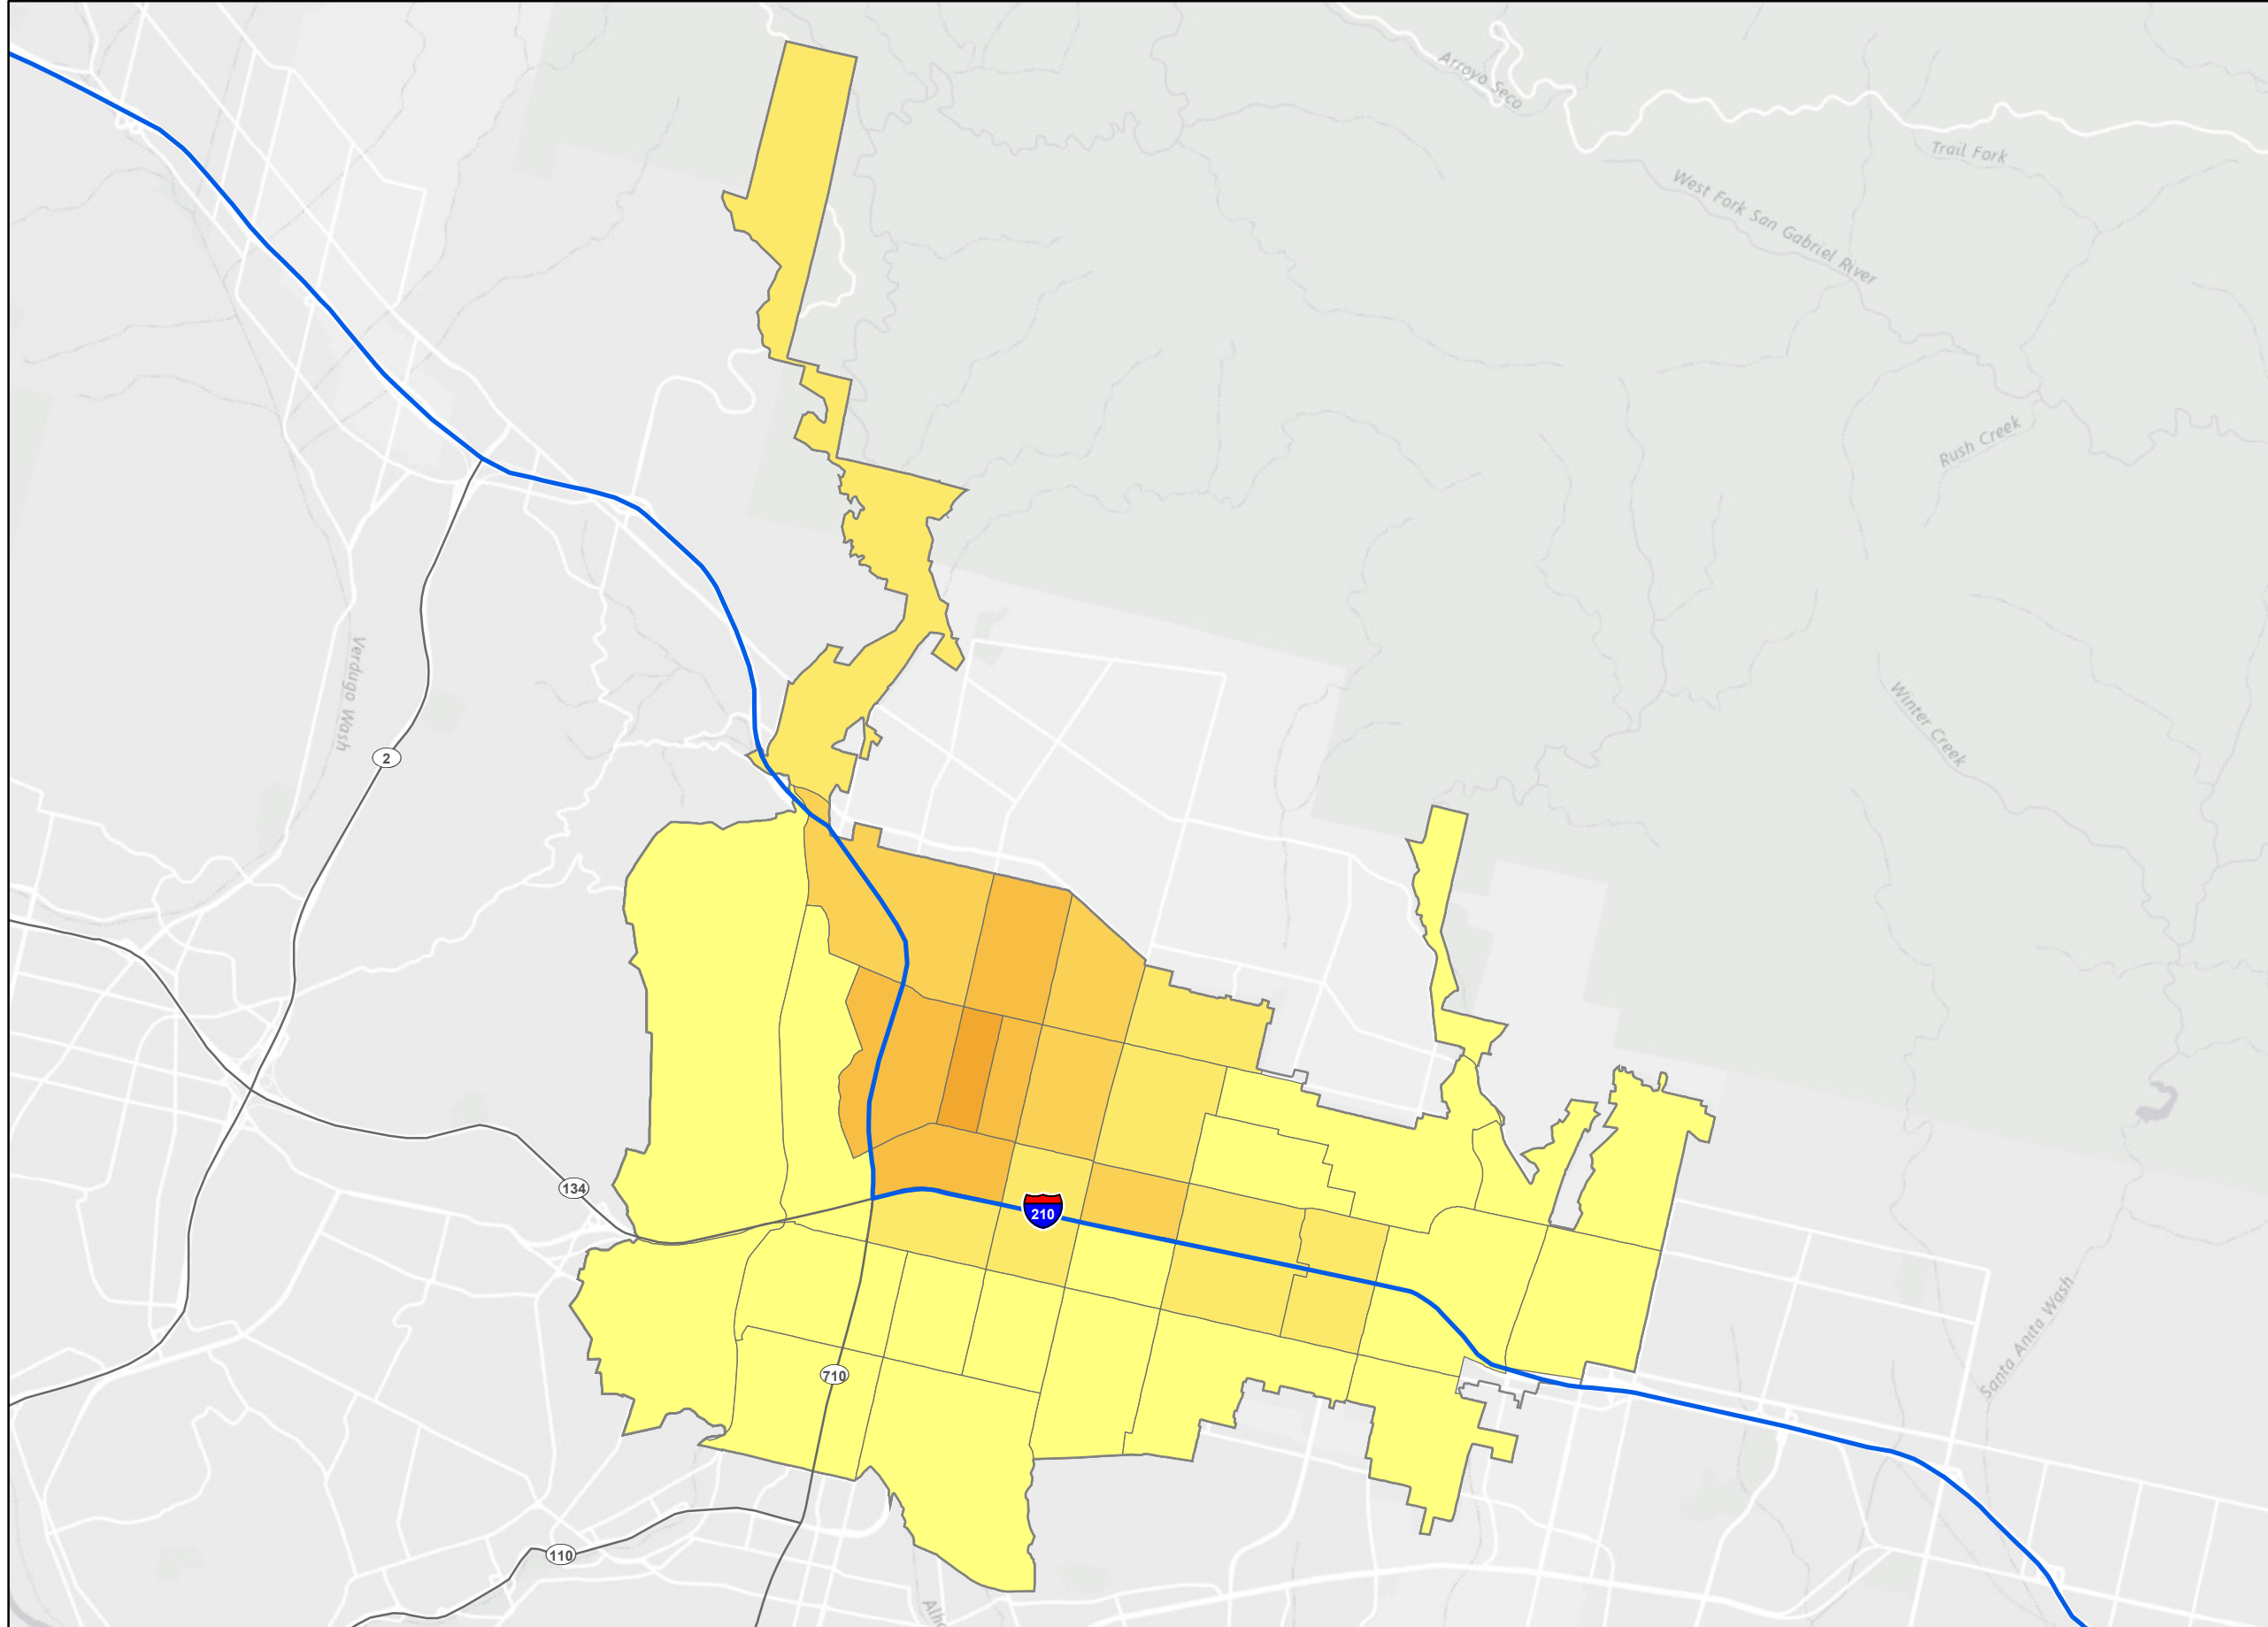 Arroyo Seco
Trail Fork
West Fork San Gabriel River
Rush Creek
Verdugo Wash
Winter Creek
2
134
210
Santa Anita Wash
710
110